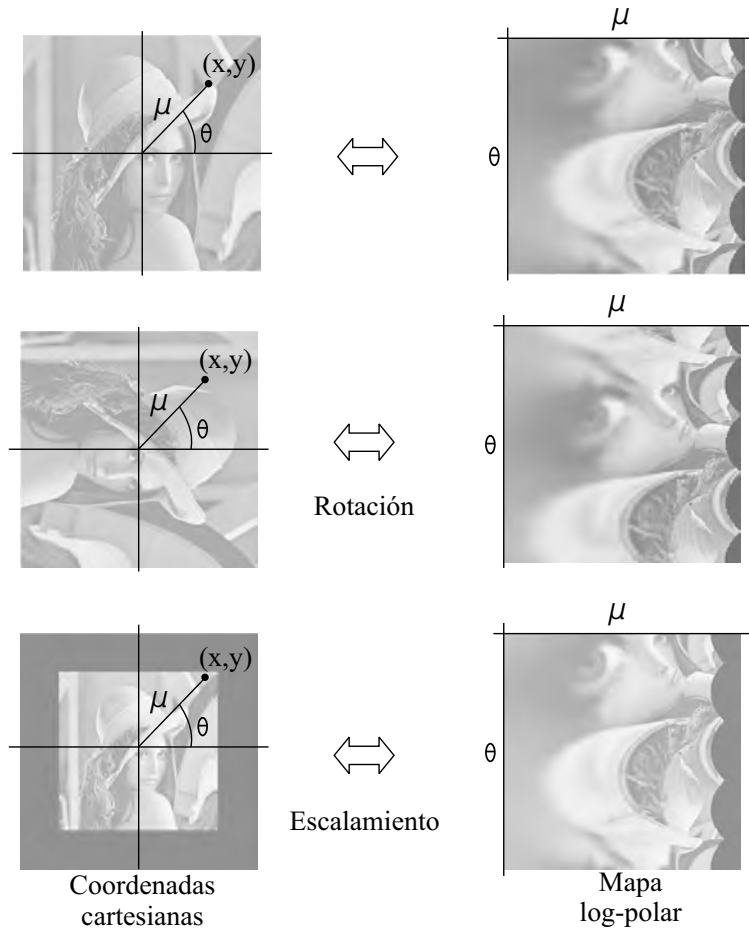 μ
(x,y)
μ
θ
θ
μ
(x,y)
μ
θ
θ
Rotación
μ
(x,y)
μ
θ
θ
Escalamiento
Coordenadas
cartesianas
Mapa
log-polar